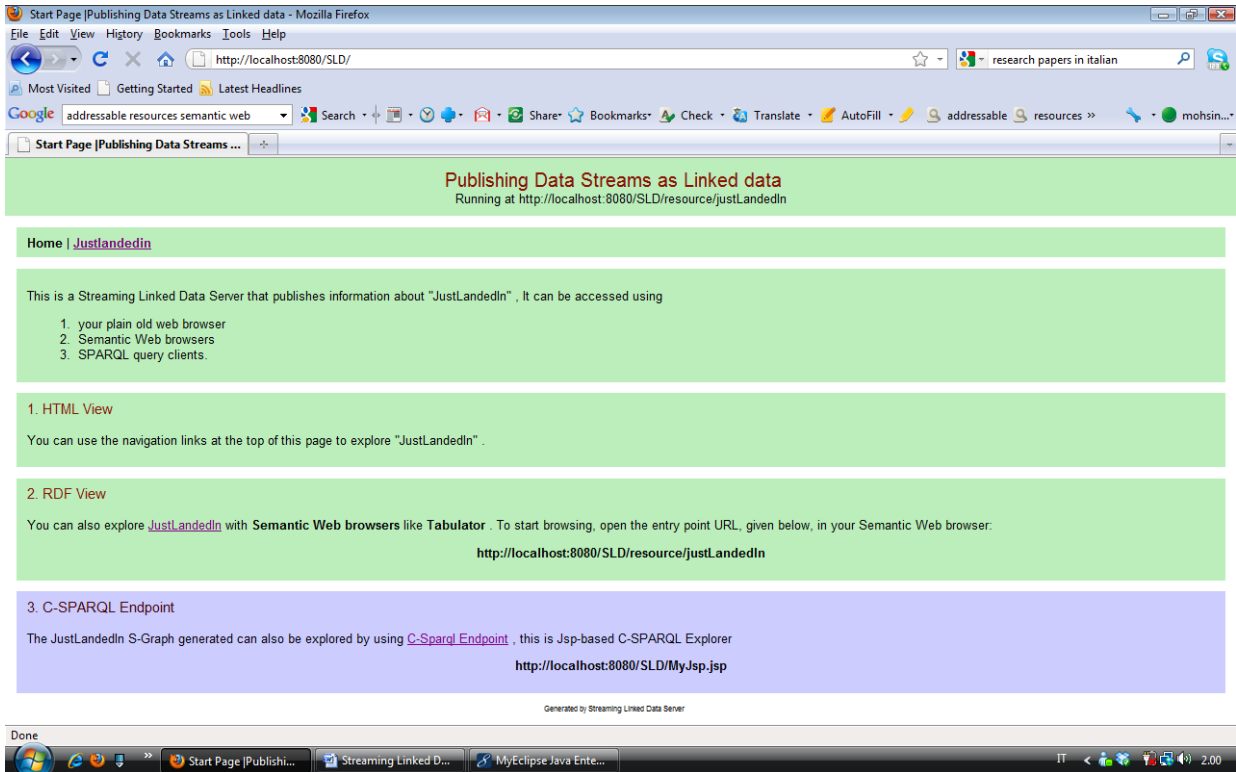 Start Page |Publishing Data Streams as Linked data - Mozilla Firefox
File Edit View History Bookmarks Tools Help
http://localhost:8080/SLD/
research papers in italian
Most Visited Getting Started Latest Headlines
Google addressable resources semantic web Search Share Bookmarks Check Translate AutoFill addressable resources » mohsin...
Start Page |Publishing Data Streams ...
Publishing Data Streams as Linked data
Running at http://localhost:8080/SLD/resource/justLandedIn
Home | Justlandedin
This is a Streaming Linked Data Server that publishes information about "JustLandedIn" , It can be accessed using
1. your plain old web browser
2. Semantic Web browsers
3. SPARQL query clients.
1. HTML View
You can use the navigation links at the top of this page to explore "JustLandedIn" .
2. RDF View
You can also explore JustLandedIn with Semantic Web browsers like Tabulator . To start browsing, open the entry point URL, given below, in your Semantic Web browser:
http://localhost:8080/SLD/resource/justLandedIn
3. C-SPARQL Endpoint
The JustLandedIn S-Graph generated can also be explored by using C-Sparql Endpoint , this is Jsp-based C-SPARQL Explorer
http://localhost:8080/SLD/MyJsp.jsp
Generated by Streaming Linked Data Server
Done
» Start Page |Publishi... Streaming Linked D... MyEclipse Java Ente... IT < 2.00